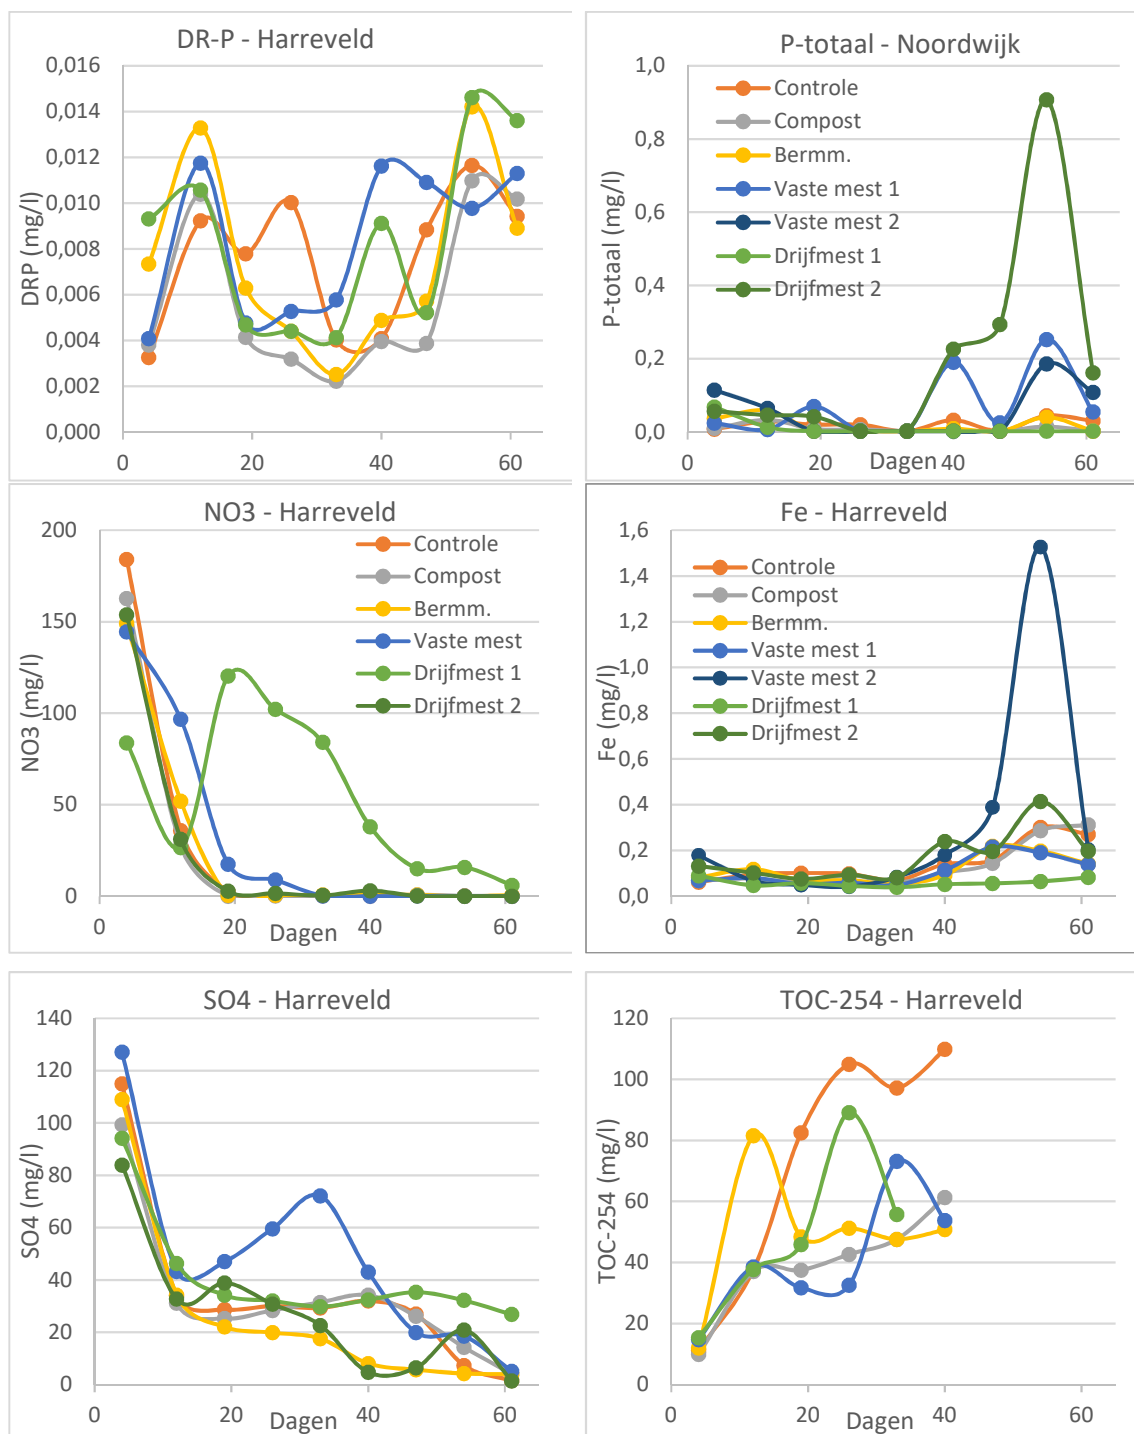 DR-P - Harreveld
0,016
0,014
0,012
0,010
0,008
0,006
0,004
0,002
0,000
DRP (mg/l)
0 20 40 60
P-totaal - Noordwijk
1,0
0,8
0,6
0,4
0,2
0,0
P-totaal (mg/l)
Controle
Compost
Bermm.
Vaste mest 1
Vaste mest 2
Drijfmest 1
Drijfmest 2
0 20 40 60
Dagen
NO3 - Harreveld
200
150
100
50
0
NO3 (mg/l)
Controle
Compost
Bermm.
Vaste mest
Drijfmest 1
Drijfmest 2
0 20 40 60
Dagen
Fe - Harreveld
1,6
1,4
1,2
1,0
0,8
0,6
0,4
0,2
0,0
Fe (mg/l)
Controle
Compost
Bermm.
Vaste mest 1
Vaste mest 2
Drijfmest 1
Drijfmest 2
0 20 40 60
Dagen
SO4 - Harreveld
140
120
100
80
60
40
20
0
SO4 (mg/l)
0 20 40 60
Dagen
TOC-254 - Harreveld
120
100
80
60
40
20
0
TOC-254 (mg/l)
0 20 40 60
Dagen